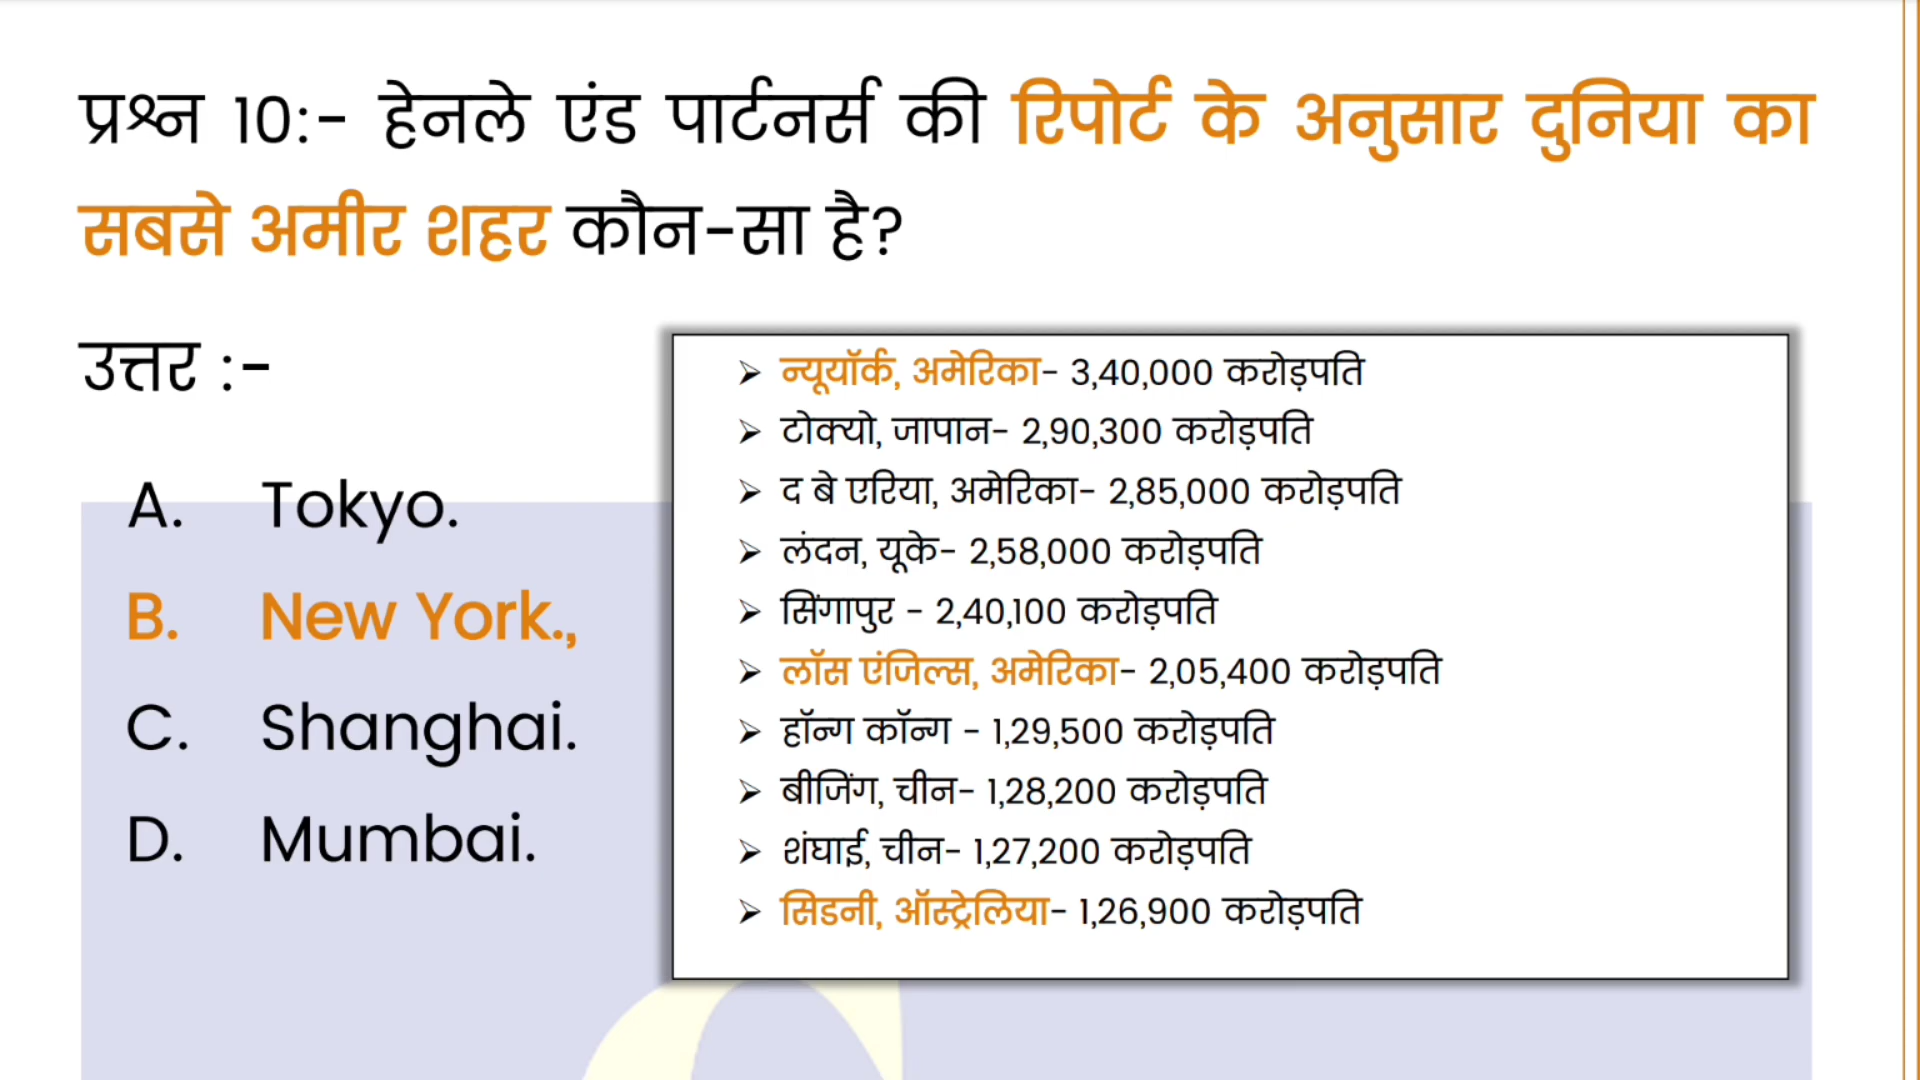 प्रश्न 10:- हेनले एंड पार्टनर्स की रिपोर्ट के अनुसार दुनिया का
सबसे अमीर शहर कौन-सा है?
उत्तर :-
A. Tokyo.
B. New York.,
C. Shanghai.
D. Mumbai.
➢ न्यूयॉर्क, अमेरिका- 3,40,000 करोड़पति
➢ टोक्यो, जापान- 2,90,300 करोड़पति
➢ द बे एरिया, अमेरिका- 2,85,000 करोड़पति
➢ लंदन, यूके- 2,58,000 करोड़पति
➢ सिंगापुर - 2,40,100 करोड़पति
➢ लॉस एंजिल्स, अमेरिका- 2,05,400 करोड़पति
➢ हॉन्ग कॉन्ग - 1,29,500 करोड़पति
➢ बीजिंग, चीन- 1,28,200 करोड़पति
➢ शंघाई, चीन- 1,27,200 करोड़पति
➢ सिडनी, ऑस्ट्रेलिया- 1,26,900 करोड़पति